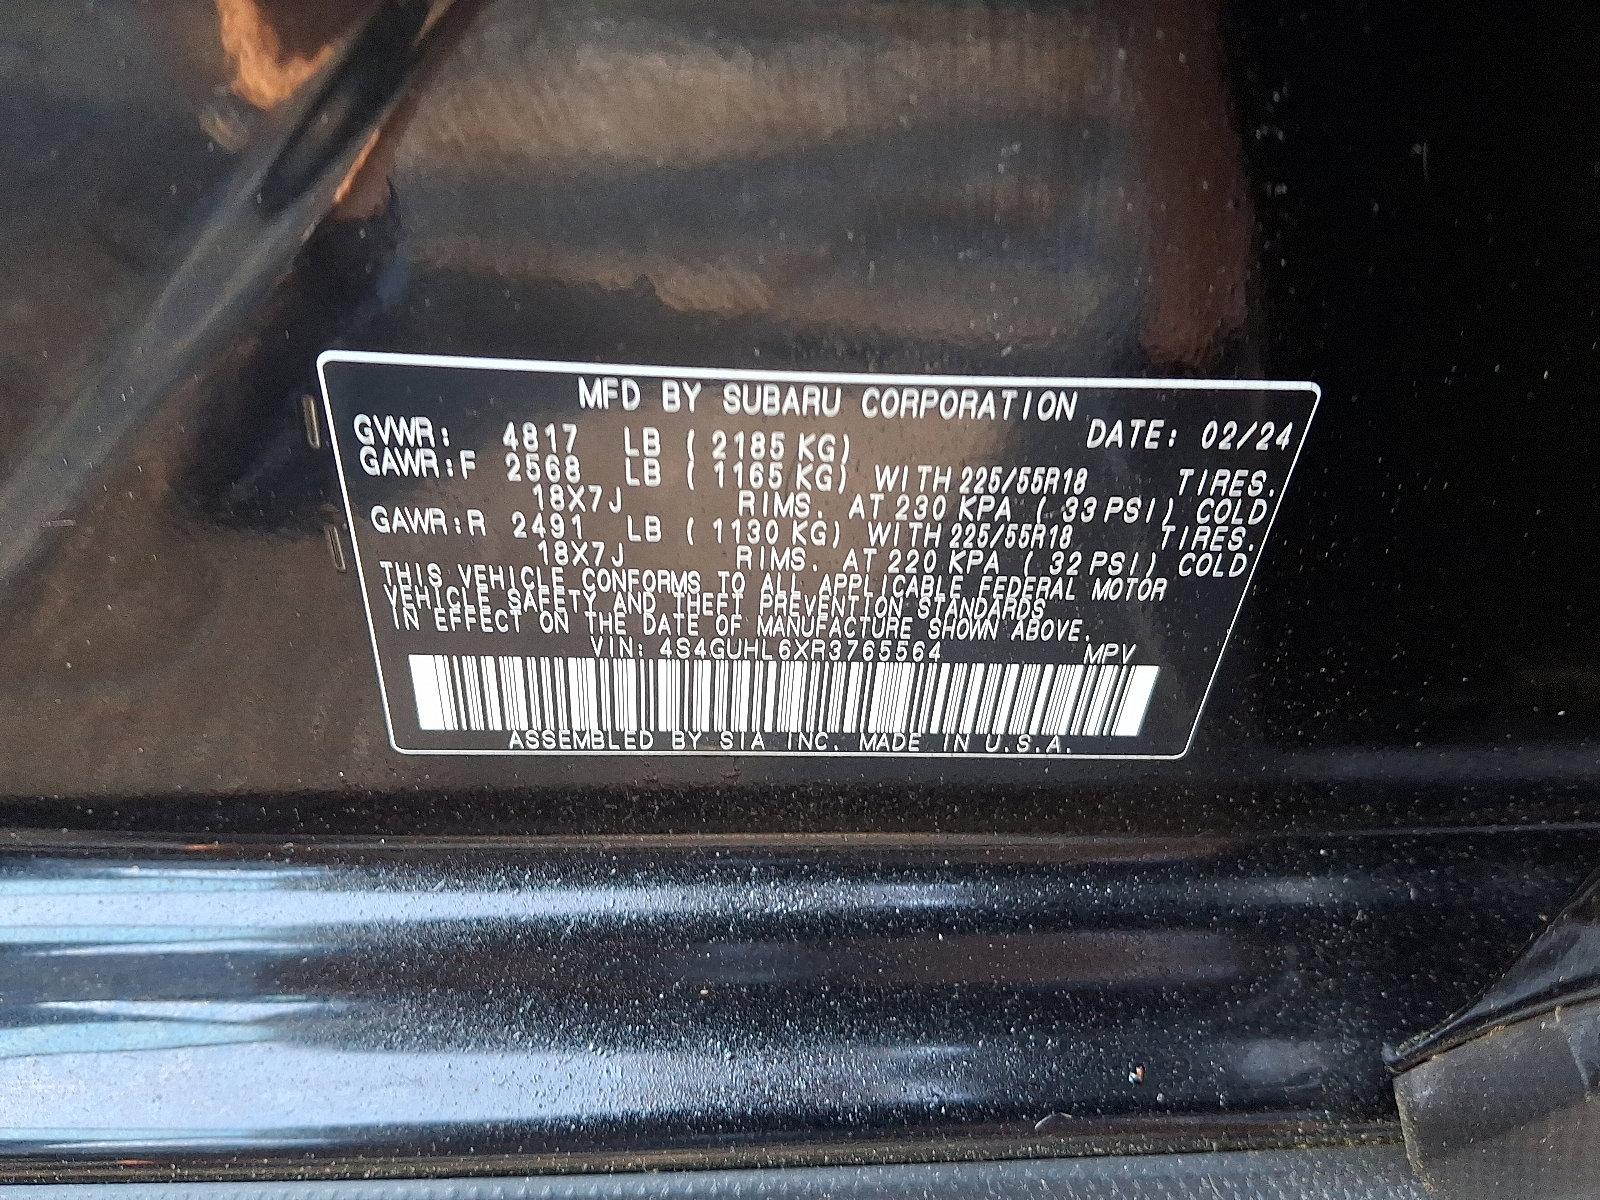 MFD BY SUBARU CORPORATION
GVWR: 4817 LB ( 2185 KG) DATE: 02/24
GAWR:F 2568 LB ( 1165 KG) WITH 225/55R18 TIRES.
18X7J RIMS. AT 230 KPA ( 33 PSI) COLD
GAWR:R 2491 LB ( 1130 KG) WITH 225/55R18 TIRES.
18X7J RIMS. AT 220 KPA ( 32 PSI) COLD
THIS VEHICLE CONFORMS TO ALL APPLICABLE FEDERAL MOTOR
VEHICLE SAFETY AND THEFT PREVENTION STANDARDS
IN EFFECT ON THE DATE OF MANUFACTURE SHOWN ABOVE.
VIN: 4S4GUHL6XR3765564 MPV
ASSEMBLED BY SIA INC. MADE IN U.S.A.